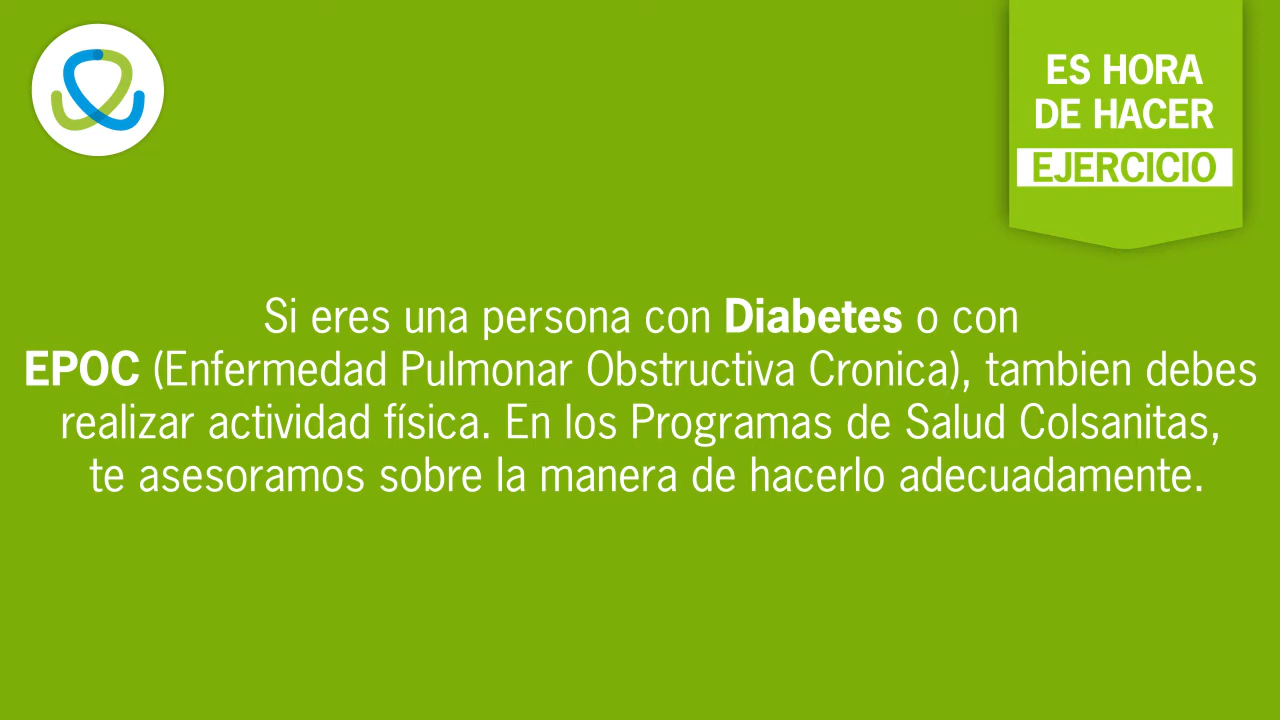 ES HORA
DE HACER
EJERCICIO
Si eres una persona con Diabetes o con
EPOC (Enfermedad Pulmonar Obstructiva Cronica), tambien debes
realizar actividad física. En los Programas de Salud Colsanitas,
te asesoramos sobre la manera de hacerlo adecuadamente.